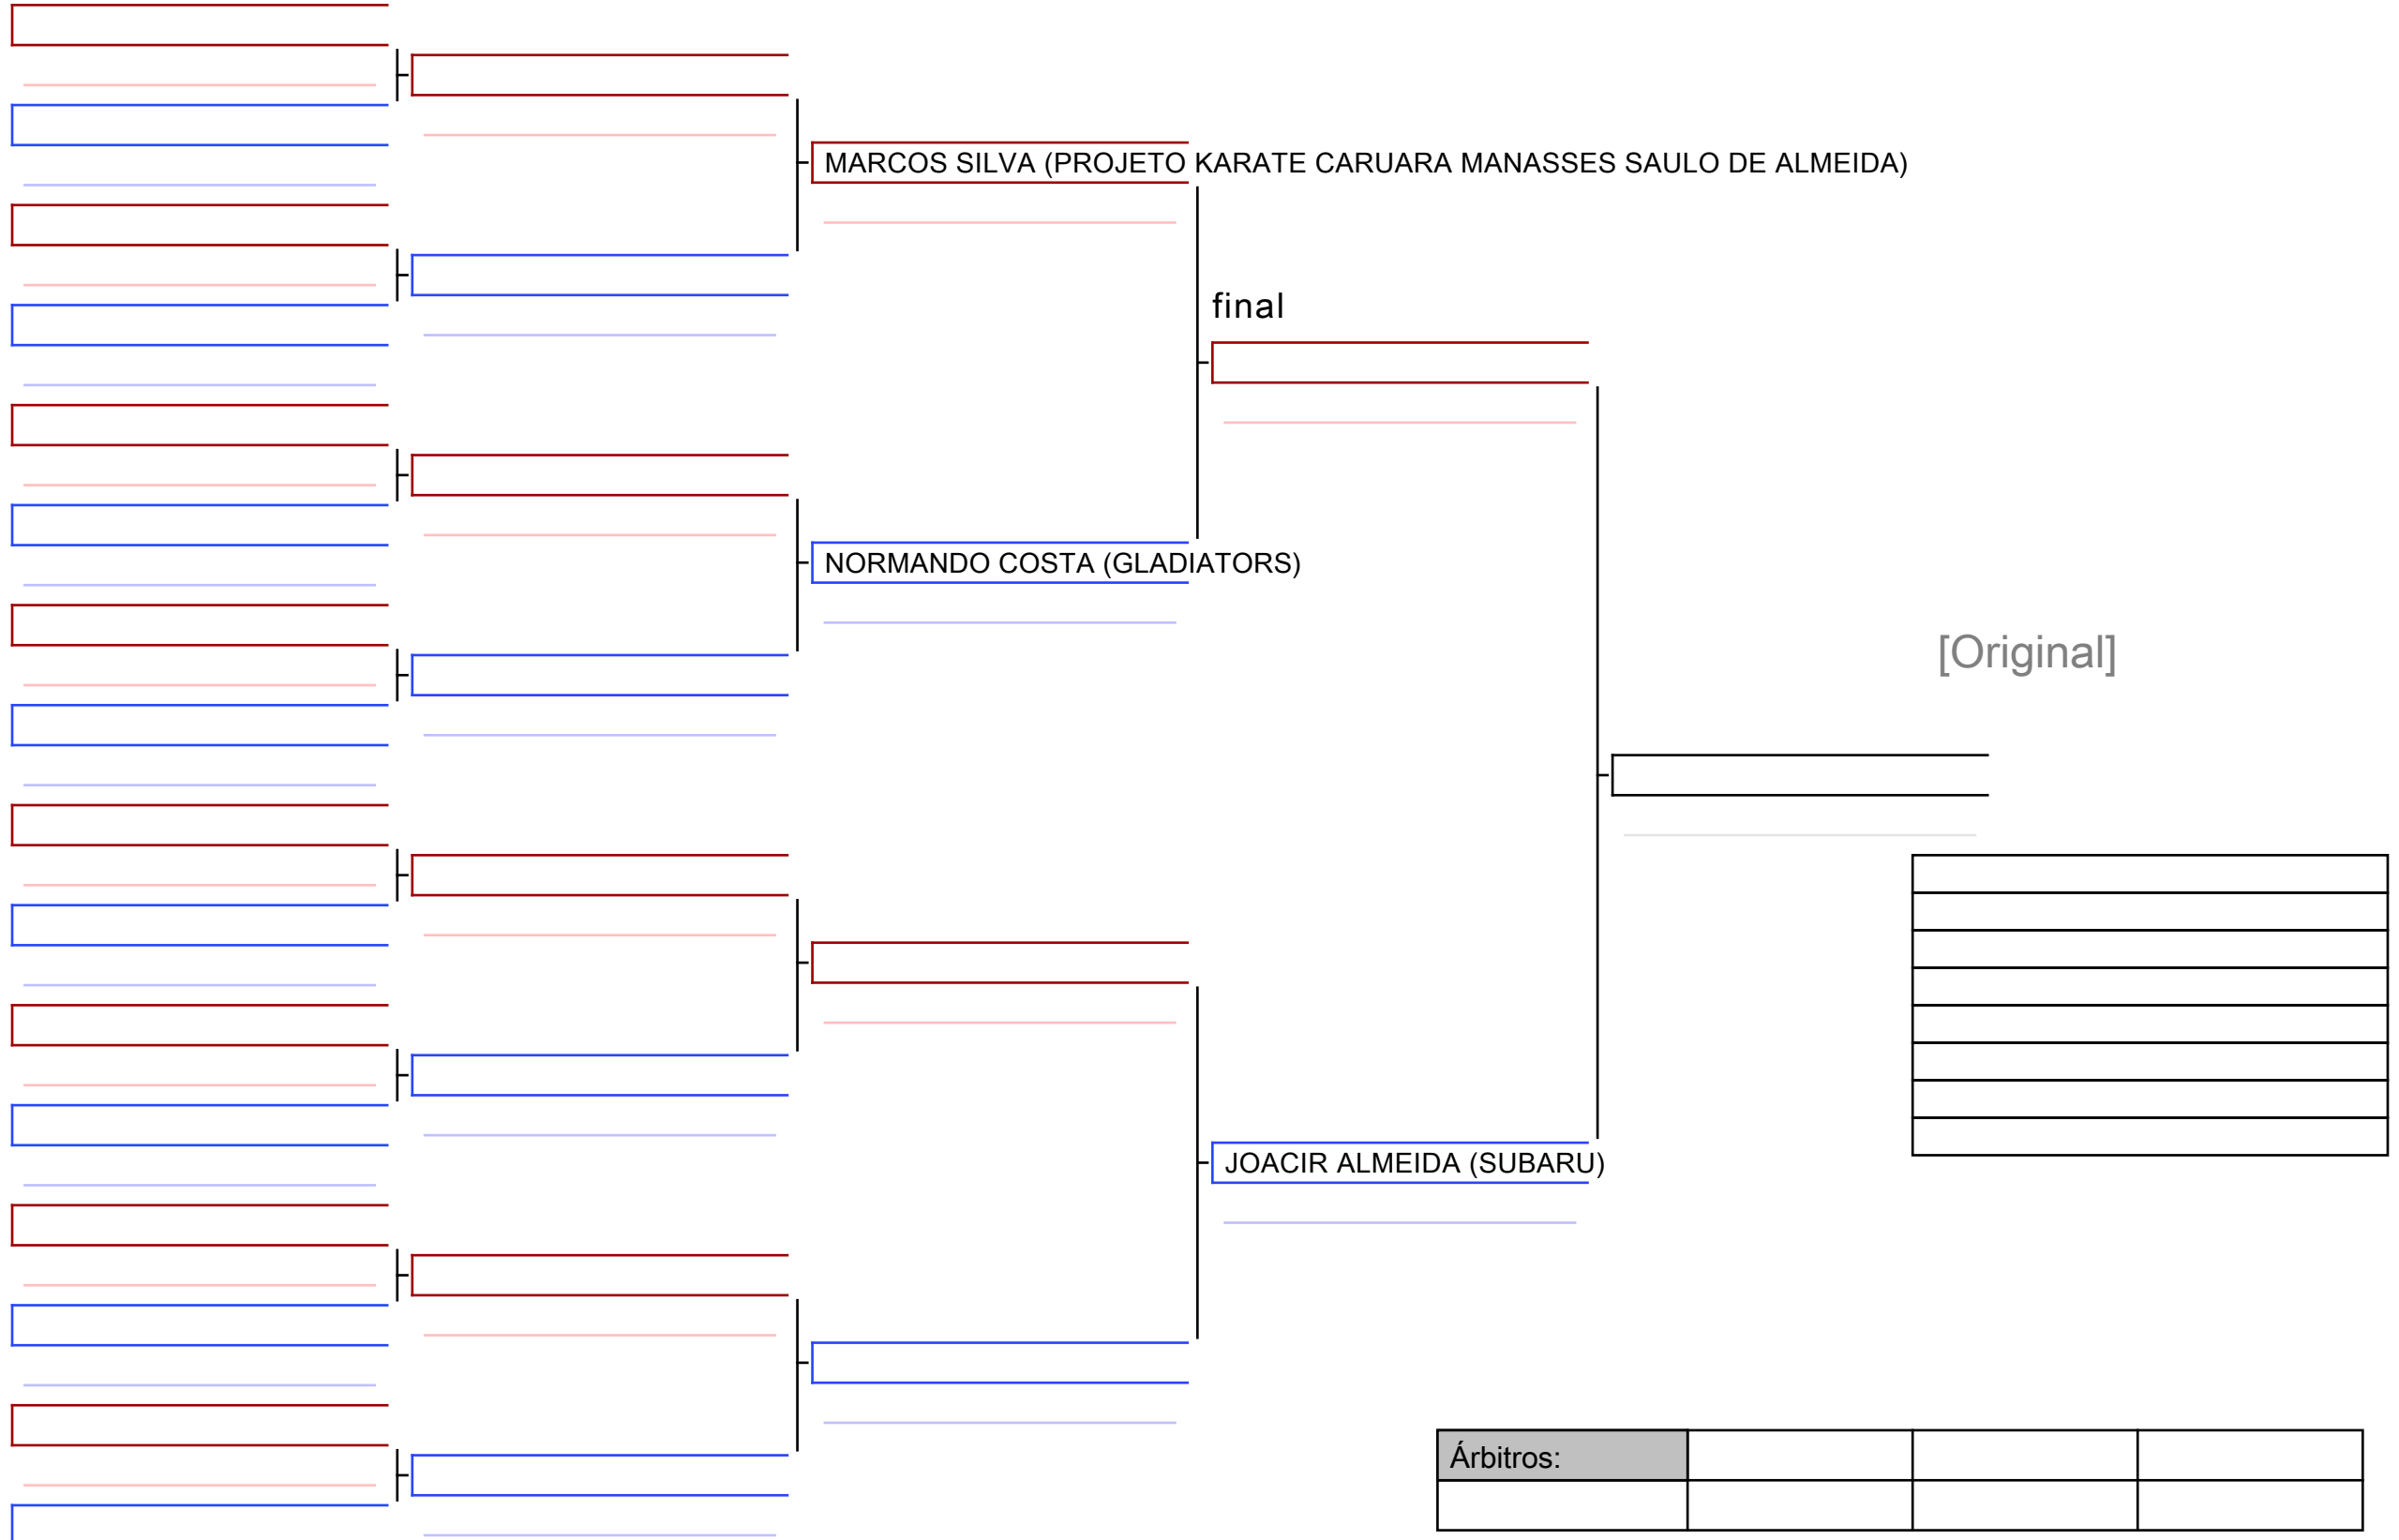 MARCOS SILVA (PROJETO KARATE CARUARA MANASSES SAULO DE ALMEIDA)
final
NORMANDO COSTA (GLADIATORS)
[Original]
JOACIR ALMEIDA (SUBARU)
Árbitros: